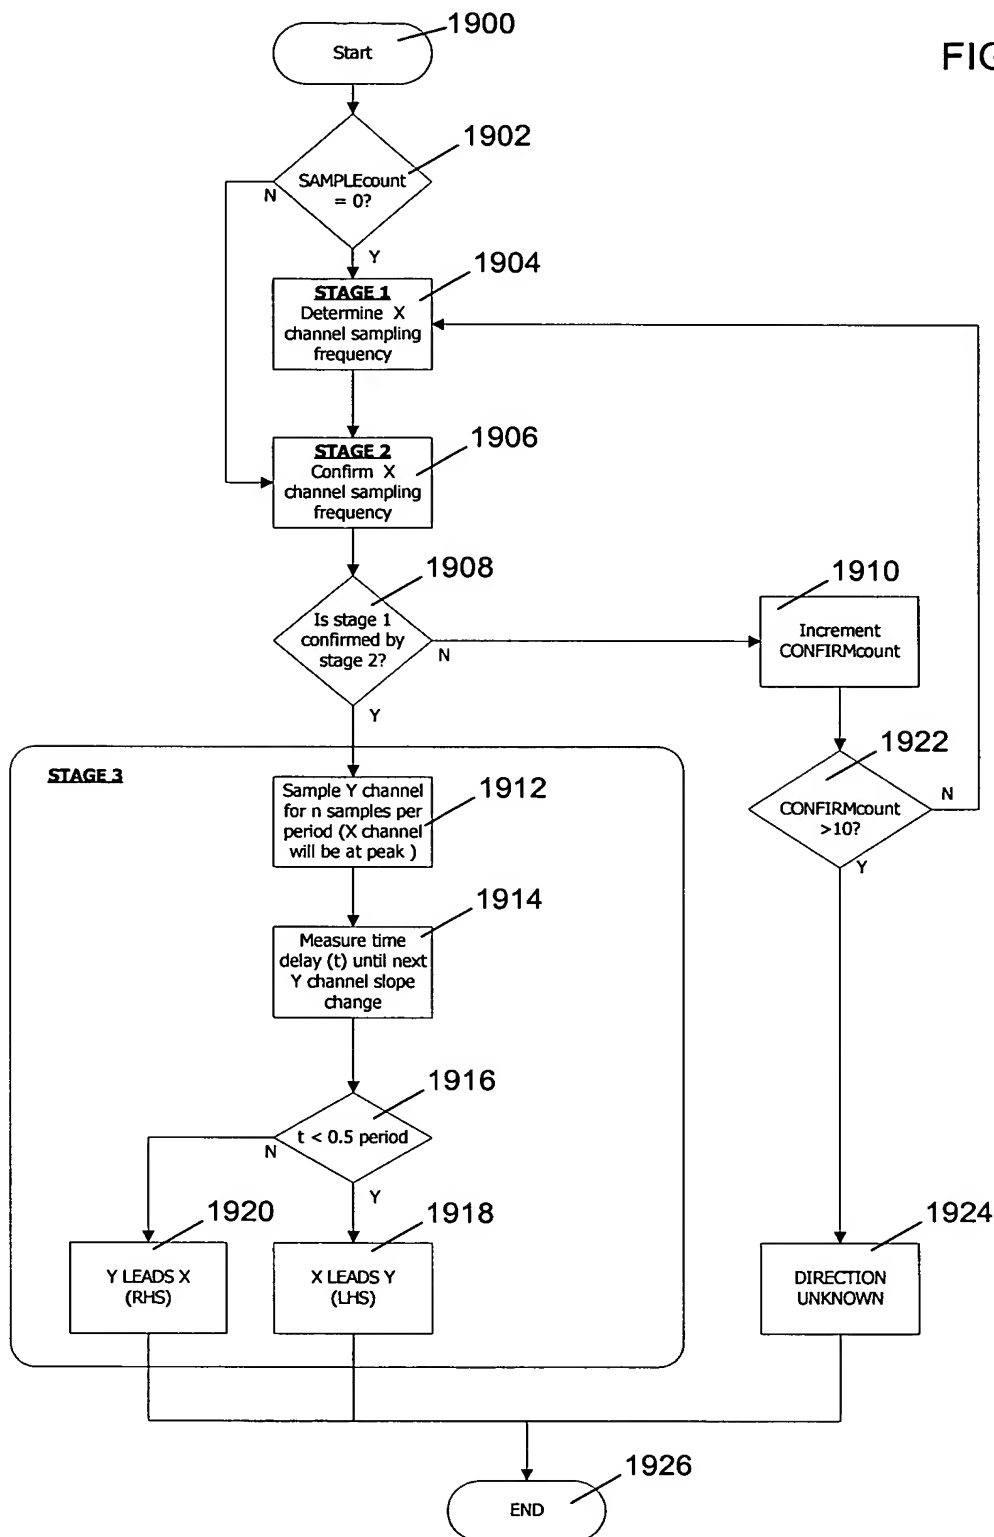 1900
Start
FIG
1902
SAMPLEcount
= 0?
N
Y
1904
STAGE 1
Determine X
channel sampling
frequency
1906
STAGE 2
Confirm X
channel sampling
frequency
1908
Is stage 1
confirmed by
stage 2?
N
Y
1910
Increment
CONFIRMcount
1922
CONFIRMcount
>10?
N
Y
STAGE 3
1912
Sample Y channel
for n samples per
period (X channel
will be at peak )
1914
Measure time
delay (t) until next
Y channel slope
change
1916
t < 0.5 period
N
Y
1920
Y LEADS X
(RHS)
1918
X LEADS Y
(LHS)
1924
DIRECTION
UNKNOWN
1926
END